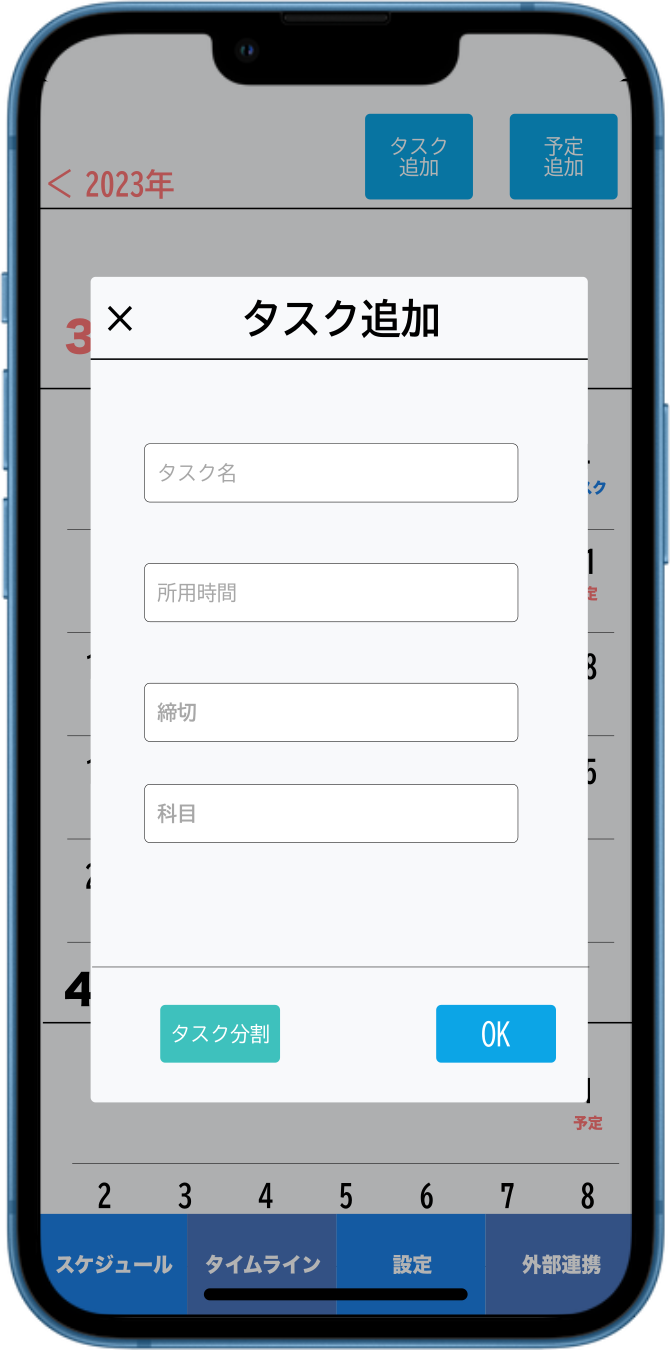 タスク
追加
予定
追加
< 2023年
3
× タスク追加
タスク名
スク
所用時間
1
定
締切
8
科目
5
2
4
タスク分割
OK
予定
2 3 4 5 6 7 8
スケジュール タイムライン 設定 外部連携